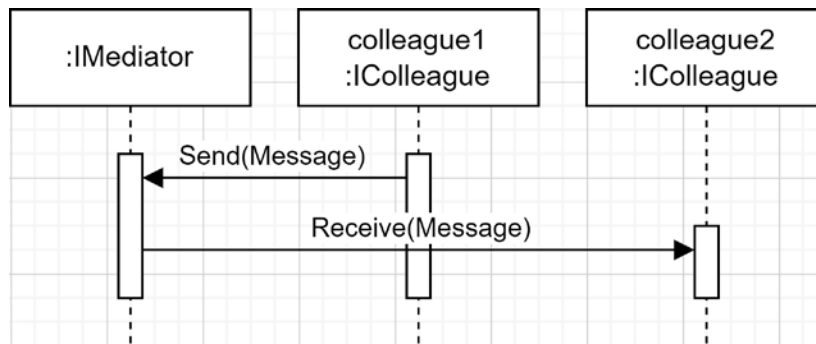 :IMediator
colleague1
:IColleague
colleague2
:IColleague
Send(Message)
Receive(Message)